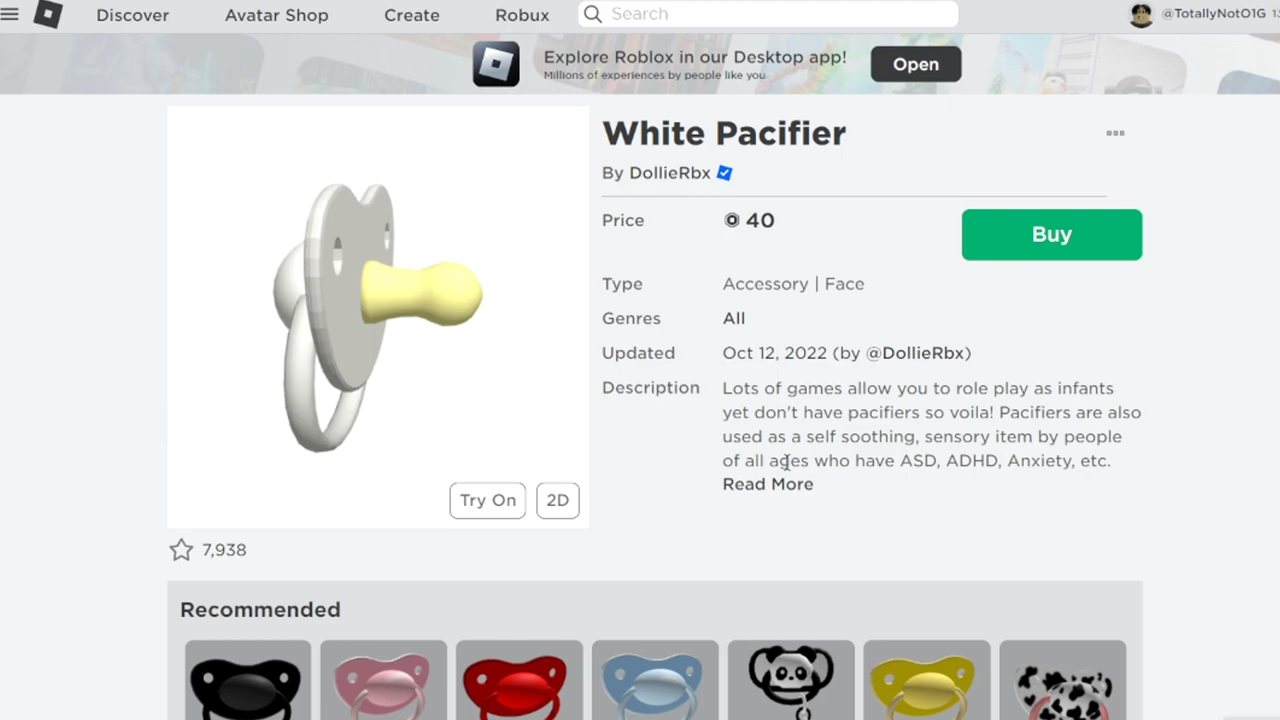 Discover Avatar Shop Create Robux Search @TotallyNotO1G
Explore Roblox in our Desktop app!
Millions of experiences by people like you
Open
White Pacifier
By DollieRbx
Price 40
Buy
Type Accessory | Face
Genres All
Updated Oct 12, 2022 (by @DollieRbx)
Description Lots of games allow you to role play as infants
yet don't have pacifiers so voila! Pacifiers are also
used as a self soothing, sensory item by people
of all ages who have ASD, ADHD, Anxiety, etc.
Read More
Try On 2D
7,938
Recommended